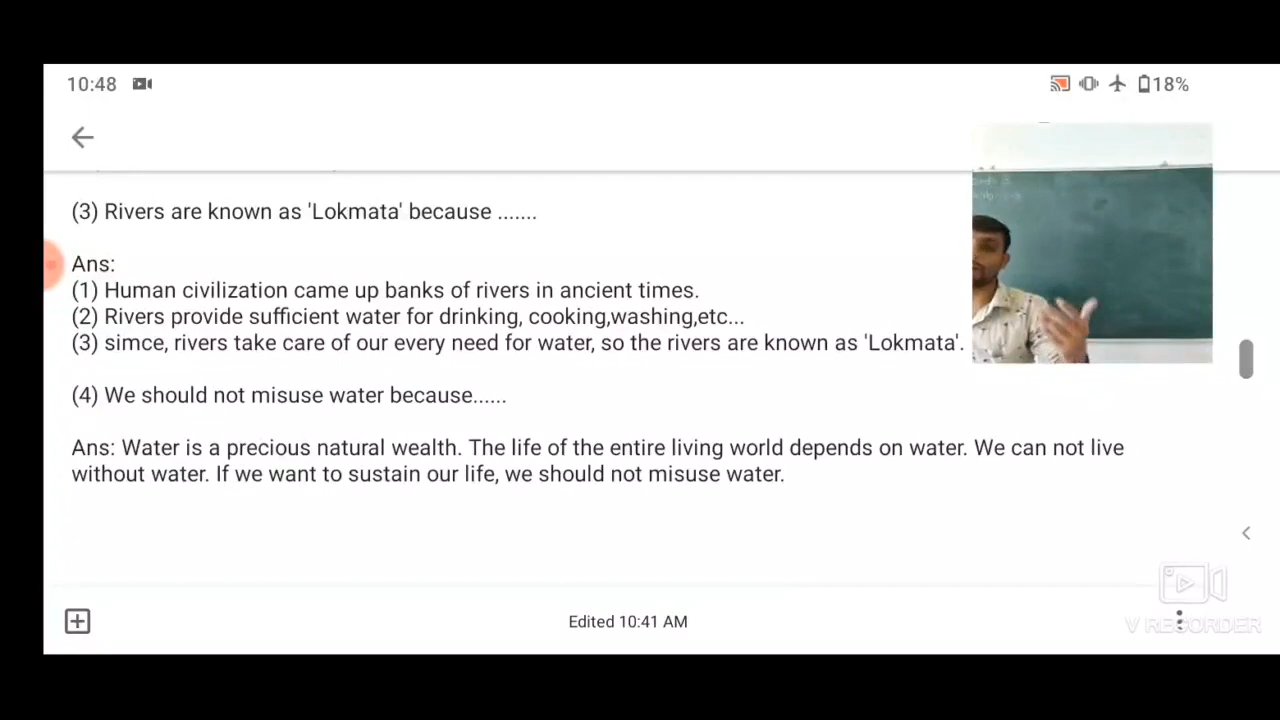 10:48
18%
(3) Rivers are known as 'Lokmata' because .......
Ans:
(1) Human civilization came up banks of rivers in ancient times.
(2) Rivers provide sufficient water for drinking, cooking,washing,etc...
(3) simce, rivers take care of our every need for water, so the rivers are known as 'Lokmata'.
(4) We should not misuse water because......
Ans: Water is a precious natural wealth. The life of the entire living world depends on water. We can not live
without water. If we want to sustain our life, we should not misuse water.
Edited 10:41 AM
V RECORDER